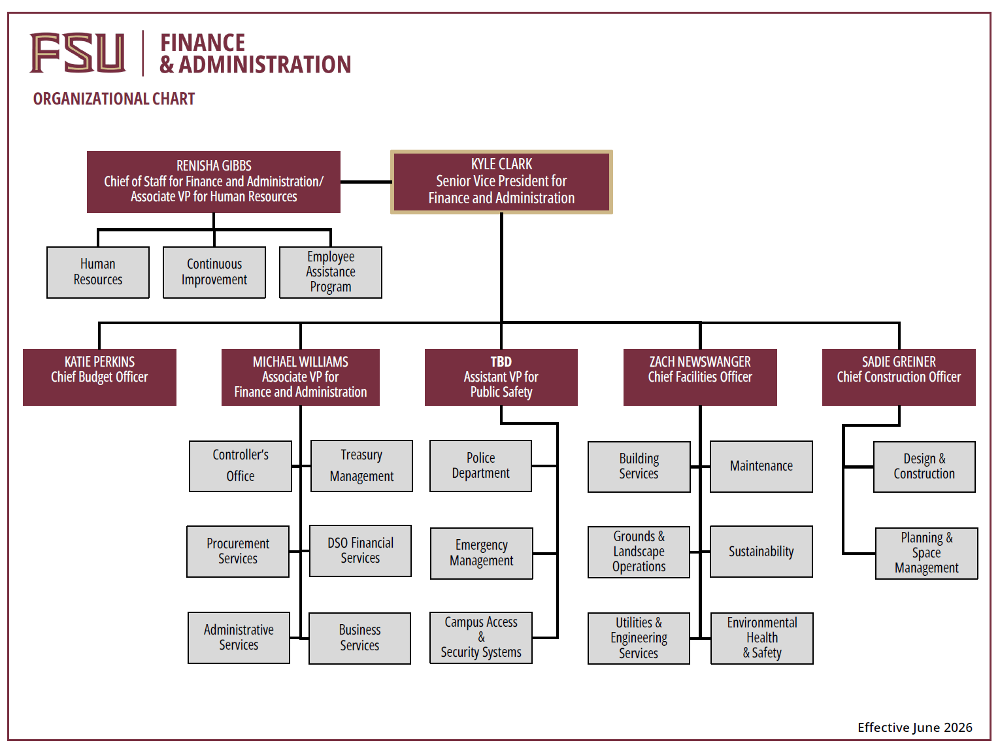 FSU
FINANCE
& ADMINISTRATION
ORGANIZATIONAL CHART
RENISHA GIBBS
Chief of Staff for Finance and Administration/
Associate VP for Human Resources
KYLE CLARK
Senior Vice President for
Finance and Administration
Human
Resources
Continuous
Improvement
Employee
Assistance
Program
KATIE PERKINS
Chief Budget Officer
MICHAEL WILLIAMS
Associate VP for
Finance and Administration
TBD
Assistant VP for
Public Safety
ZACH NEWSWANGER
Chief Facilities Officer
SADIE GREINER
Chief Construction Officer
Controller’s
Office
Treasury
Management
Procurement
Services
DSO Financial
Services
Administrative
Services
Business
Services
Police
Department
Emergency
Management
Campus Access
&
Security Systems
Building
Services
Maintenance
Grounds &
Landscape
Operations
Sustainability
Utilities &
Engineering
Services
Environmental
Health
& Safety
Design &
Construction
Planning &
Space
Management
Effective June 2026